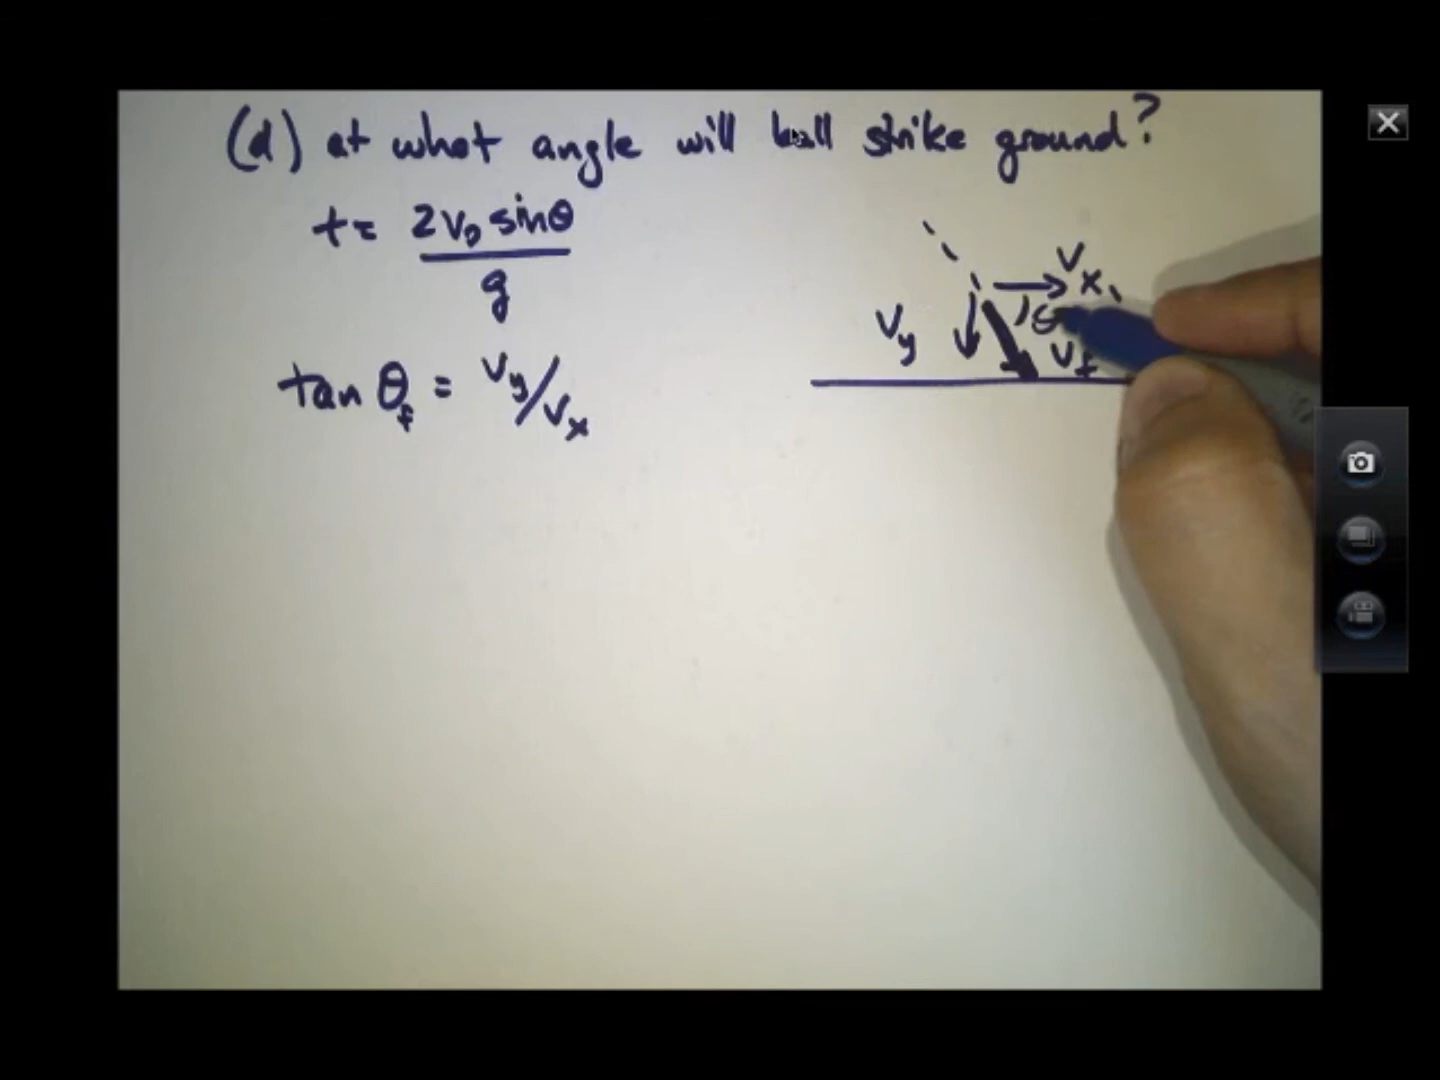 (d) at what angle will ball strike ground?
t = 2v₀ sinθ
g
Vx
Vy
θ
Vf
tan θf = Vy/Vx